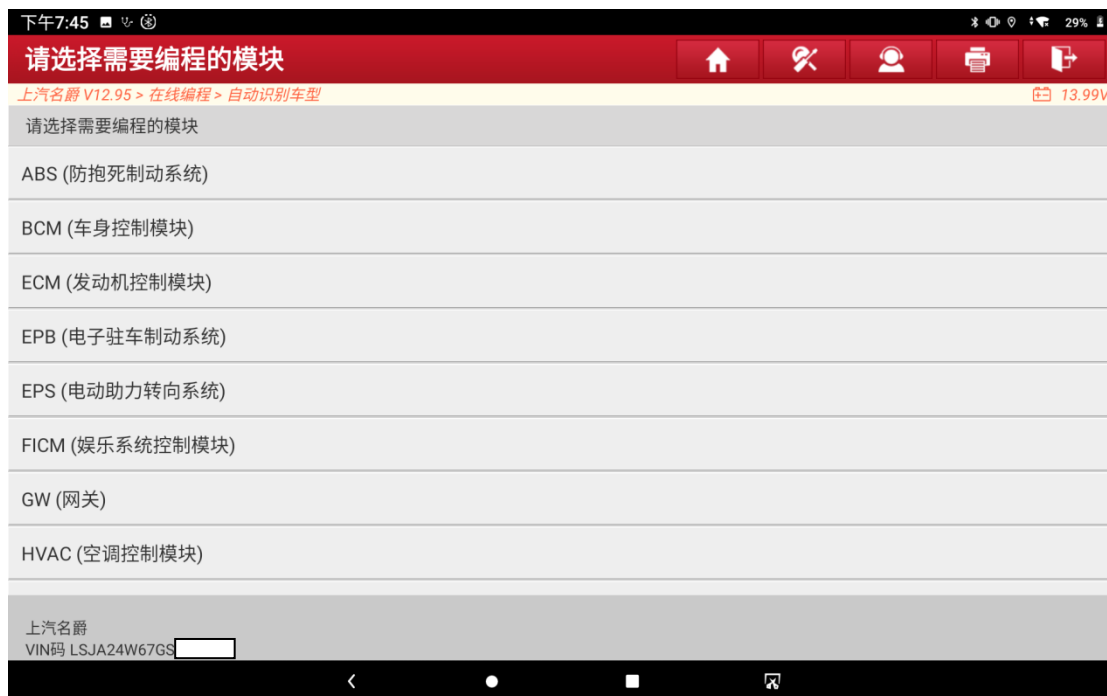 下午7:45
29%
请选择需要编程的模块
上汽名爵 V12.95 > 在线编程 > 自动识别车型
13.99V
请选择需要编程的模块
ABS (防抱死制动系统)
BCM (车身控制模块)
ECM (发动机控制模块)
EPB (电子驻车制动系统)
EPS (电动助力转向系统)
FICM (娱乐系统控制模块)
GW (网关)
HVAC (空调控制模块)
上汽名爵
VIN码 LSJA24W67GS